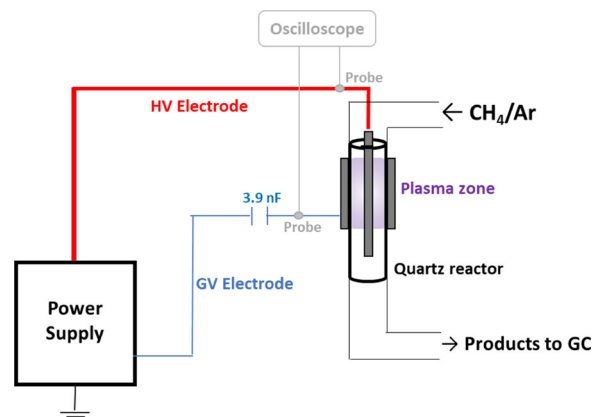 Oscilloscope
Probe
HV Electrode
← CH₄/Ar
Plasma zone
3.9 nF
Probe
GV Electrode
Quartz reactor
Power
Supply
→ Products to GC